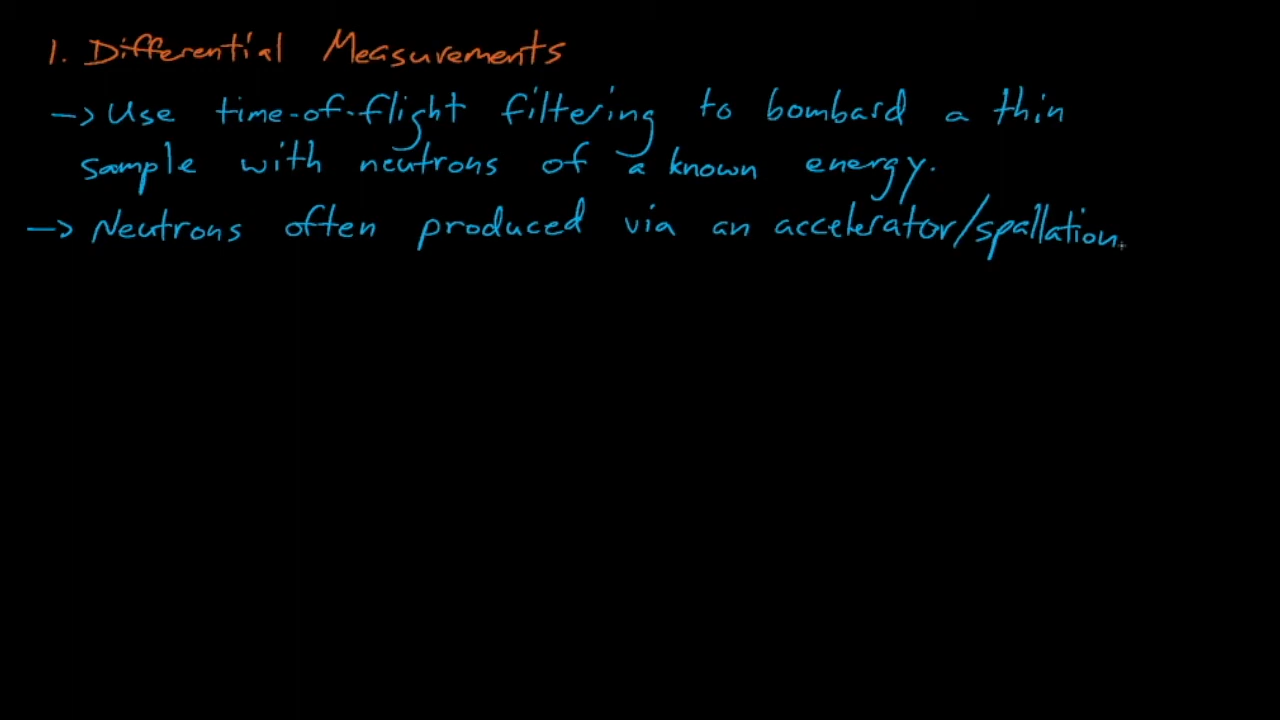 1. Differential Measurements
-> Use time-of-flight filtering to bombard a thin
sample with neutrons of a known energy.
-> Neutrons often produced via an accelerator/spallation.